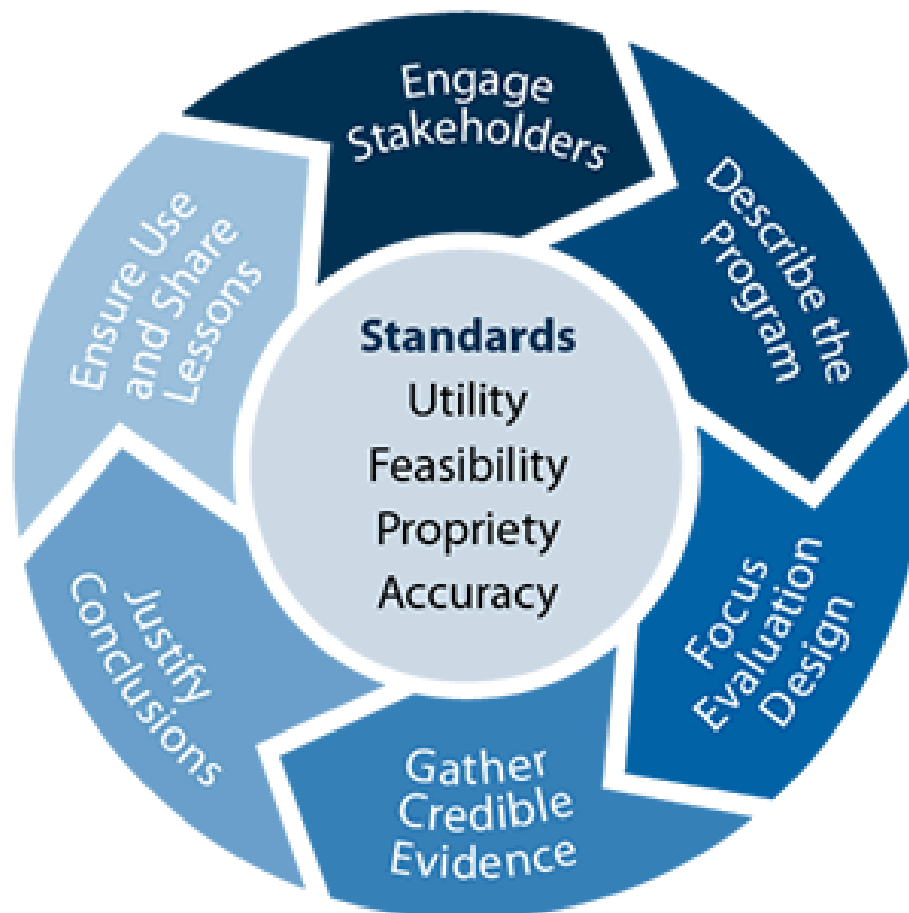 Engage
Stakeholders
Describe the
Program
Focus
Evaluation
Design
Gather
Credible
Evidence
Justify
Conclusions
Ensure Use
and Share
Lessons
Standards
Utility
Feasibility
Propriety
Accuracy